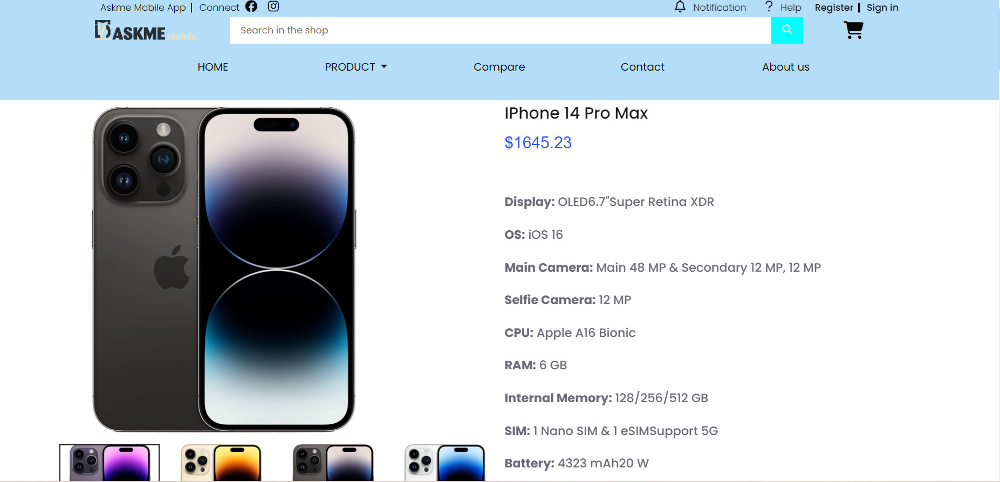 Askme Mobile App | Connect
Notification
? Help
Register | Sign in
ASKME mobile
Search in the shop
HOME
PRODUCT
Compare
Contact
About us
IPhone 14 Pro Max
$1645.23
Display: OLED6.7"Super Retina XDR
OS: iOS 16
Main Camera: Main 48 MP & Secondary 12 MP, 12 MP
Selfie Camera: 12 MP
CPU: Apple A16 Bionic
RAM: 6 GB
Internal Memory: 128/256/512 GB
SIM: 1 Nano SIM & 1 eSIMSupport 5G
Battery: 4323 mAh20 W